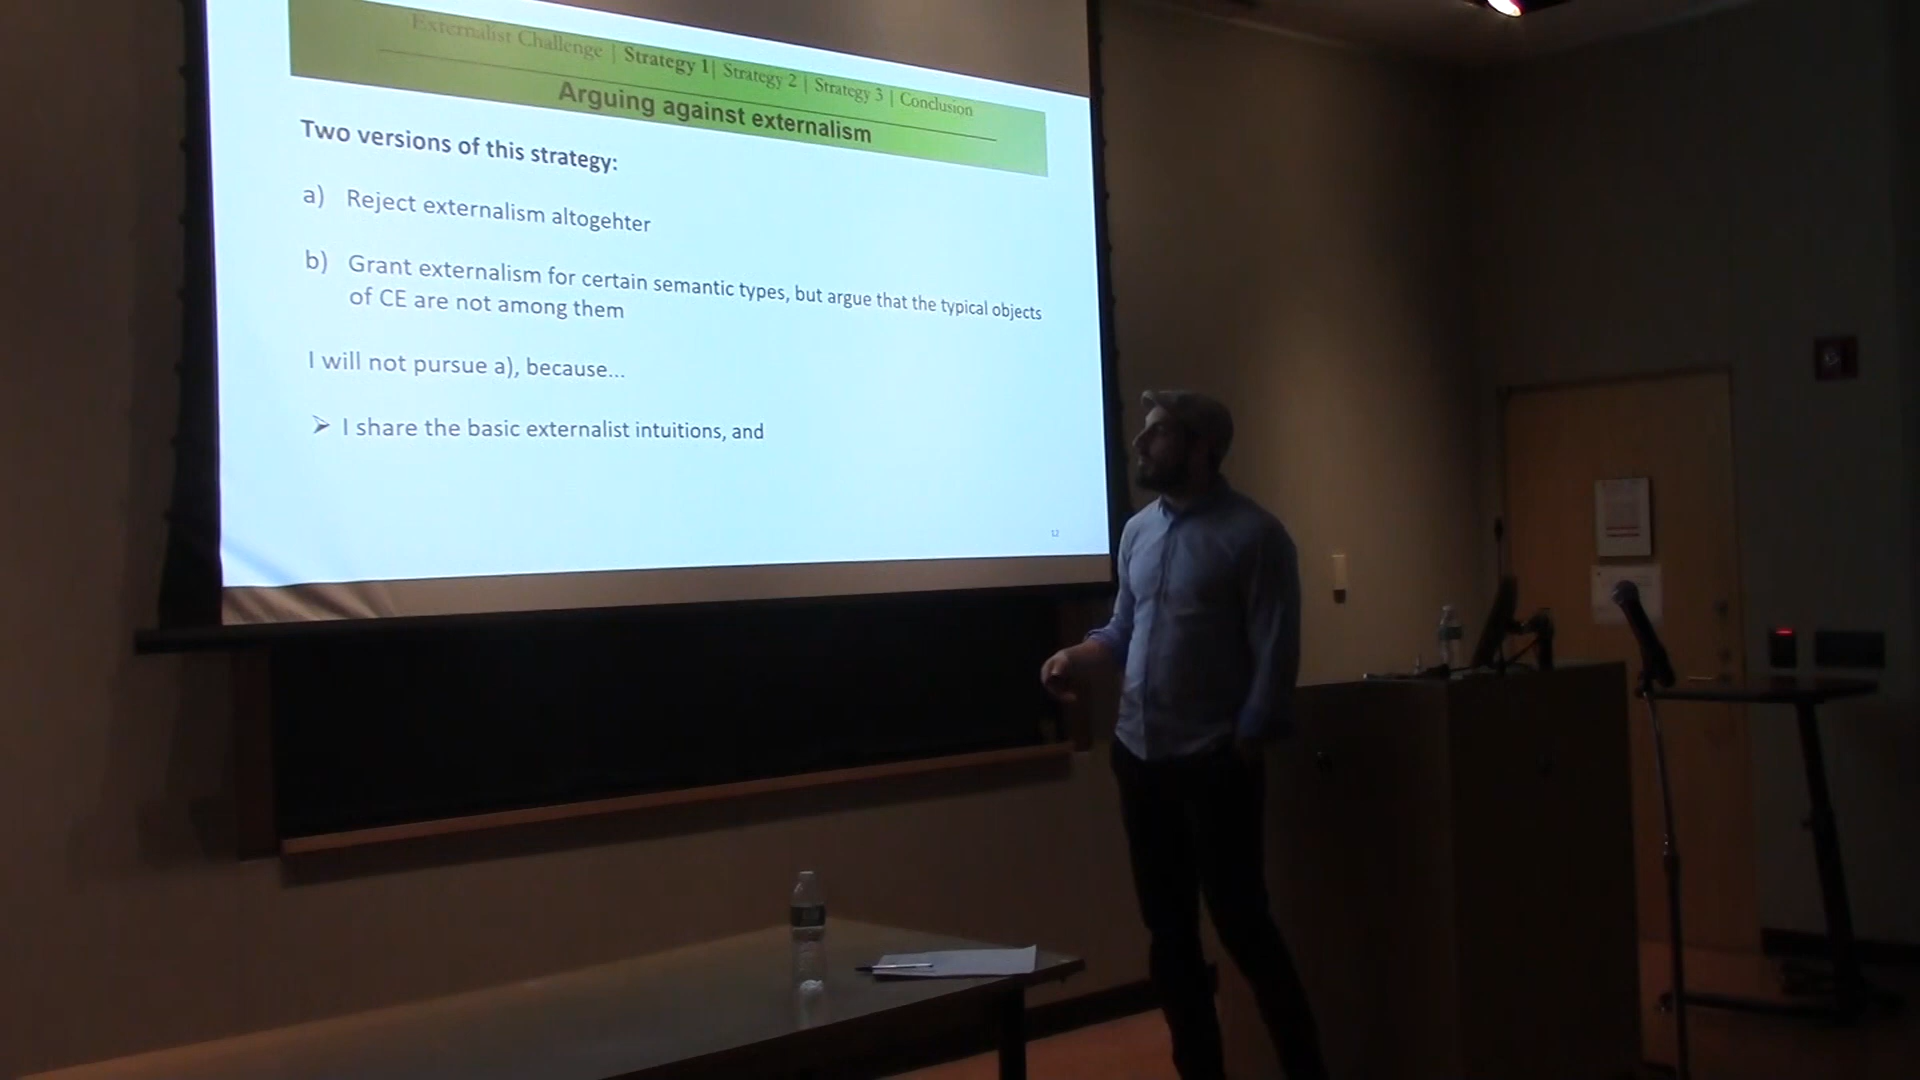 Externalist Challenge | Strategy 1| Strategy 2 | Strategy 3 | Conclusion
Arguing against externalism
Two versions of this strategy:
a) Reject externalism altogehter
b) Grant externalism for certain semantic types, but argue that the typical objects
of CE are not among them
I will not pursue a), because...
➢ I share the basic externalist intuitions, and
12